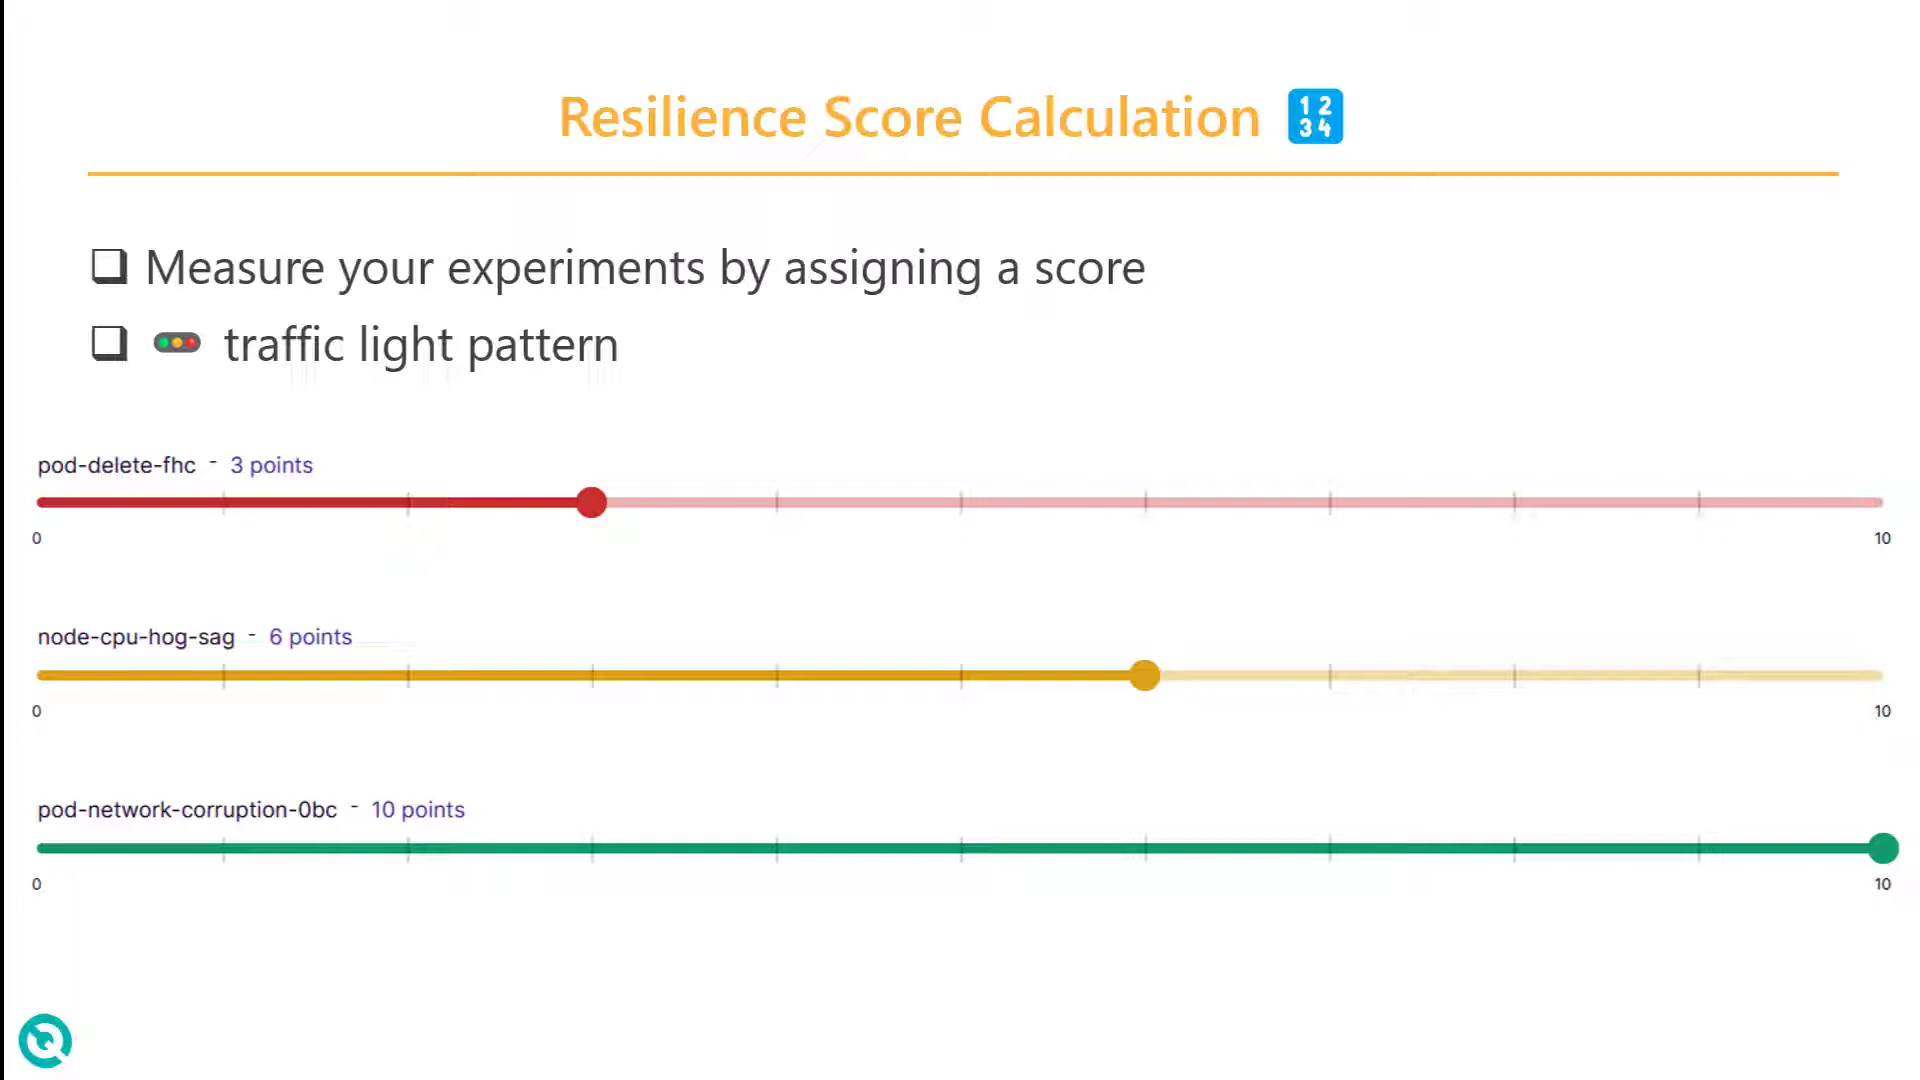 Resilience Score Calculation 🔢
❑ Measure your experiments by assigning a score
❑ 🚥 traffic light pattern
pod-delete-fhc - 3 points
0 10
node-cpu-hog-sag - 6 points
0 10
pod-network-corruption-0bc - 10 points
0 10